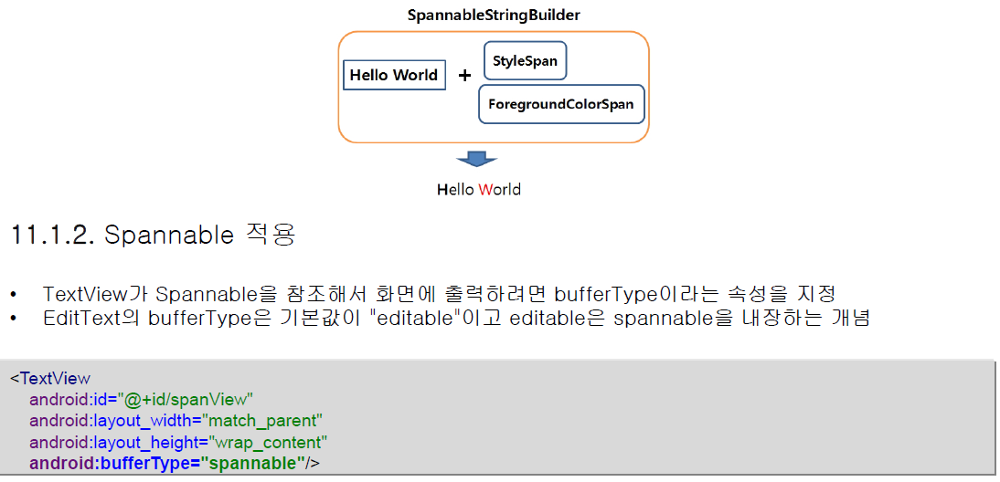 SpannableStringBuilder
Hello World + StyleSpan
ForegroundColorSpan
Hello World
11.1.2. Spannable 적용
• TextView가 Spannable을 참조해서 화면에 출력하려면 bufferType이라는 속성을 지정
• EditText의 bufferType은 기본값이 "editable"이고 editable은 spannable을 내장하는 개념
<TextView
android:id="@+id/spanView"
android:layout_width="match_parent"
android:layout_height="wrap_content"
android:bufferType="spannable"/>